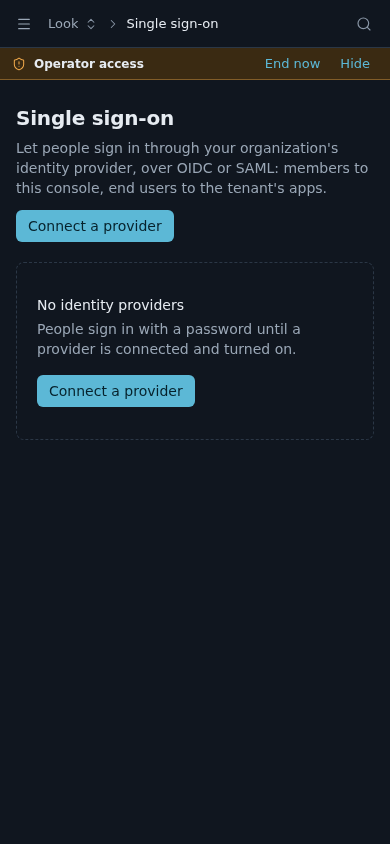 Look
Single sign-on
Operator access
End now
Hide
Single sign-on
Let people sign in through your organization's
identity provider, over OIDC or SAML: members to
this console, end users to the tenant's apps.
Connect a provider
No identity providers
People sign in with a password until a
provider is connected and turned on.
Connect a provider